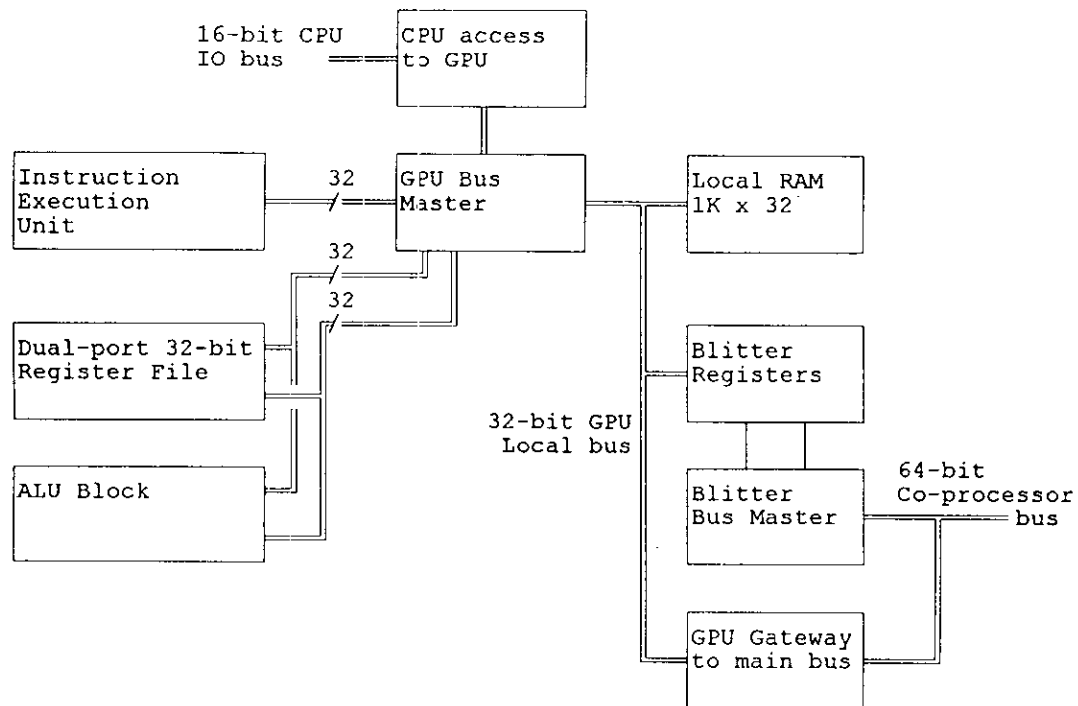 16-bit CPU
IO bus
CPU access
to GPU
Instruction
Execution
Unit
32
GPU Bus
Master
Local RAM
1K x 32
32
32
Dual-port 32-bit
Register File
Blitter
Registers
32-bit GPU
Local bus
ALU Block
Blitter
Bus Master
64-bit
Co-processor
bus
GPU Gateway
to main bus